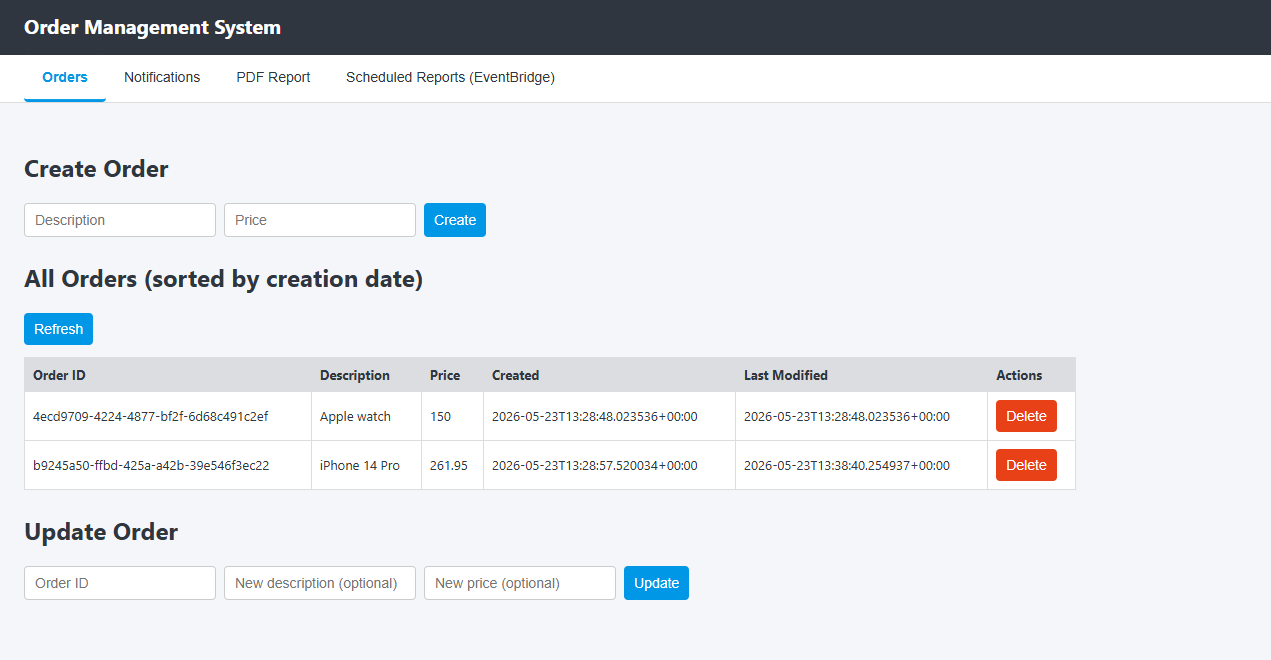 Order Management System
Orders Notifications PDF Report Scheduled Reports (EventBridge)
Create Order
Description Price Create
All Orders (sorted by creation date)
Refresh
Order ID Description Price Created Last Modified Actions
4ecd9709-4224-4877-bf2f-6d68c491c2ef Apple watch 150 2026-05-23T13:28:48.023536+00:00 2026-05-23T13:28:48.023536+00:00 Delete
b9245a50-ffbd-425a-a42b-39e546f3ec22 iPhone 14 Pro 261.95 2026-05-23T13:28:57.520034+00:00 2026-05-23T13:38:40.254937+00:00 Delete
Update Order
Order ID New description (optional) New price (optional) Update